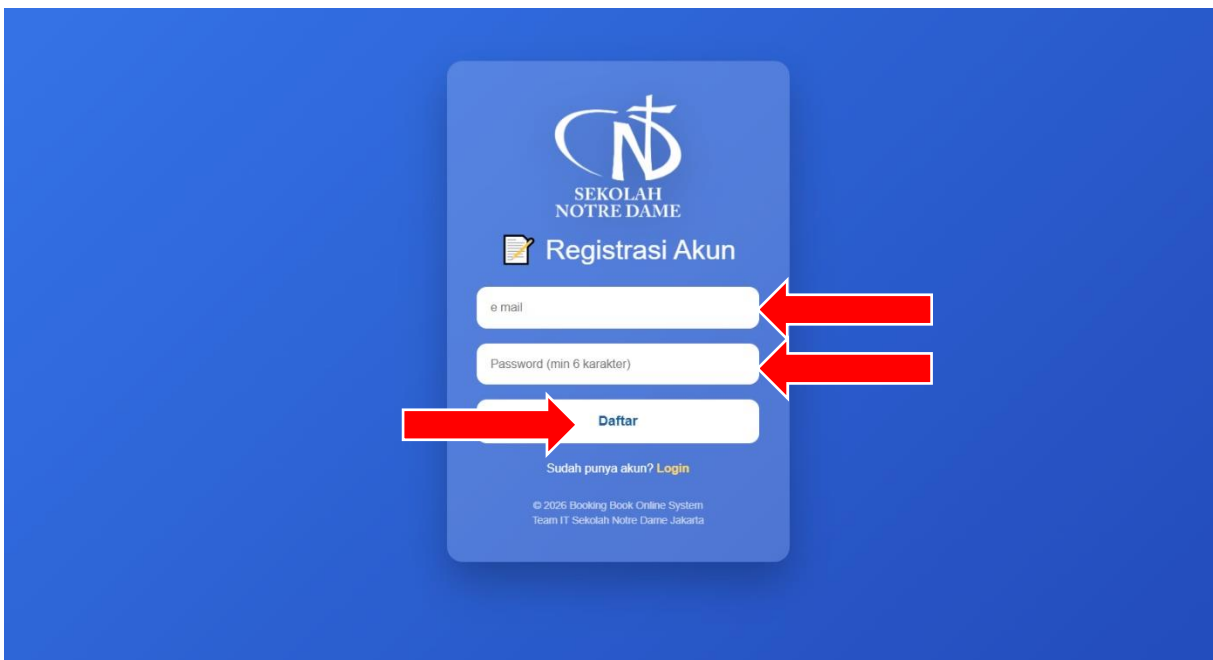 SEKOLAH
NOTRE DAME
Registrasi Akun
e mail
Password (min 6 karakter)
Daftar
Sudah punya akun? Login
© 2026 Booking Book Online System
Team IT Sekolah Notre Dame Jakarta